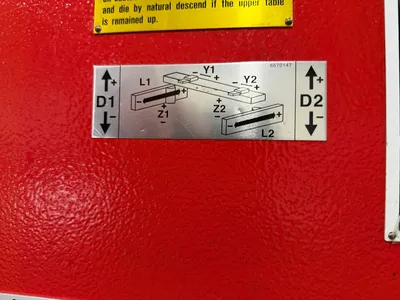 and die by natural descend if the upper table
is remained up.
6670147
L1 Y1 Y2
D1 D2
Z1 Z2
L2